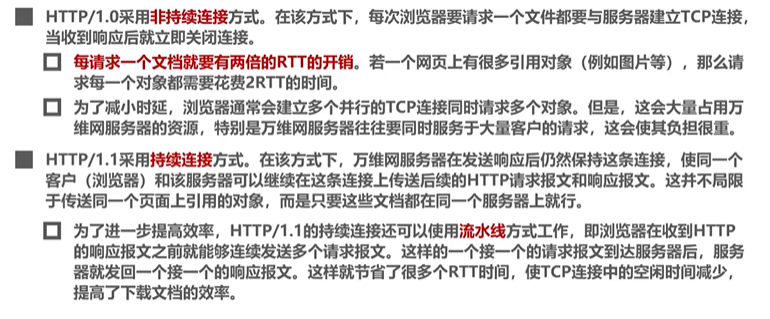 HTTP/1.0采用非持续连接方式。在该方式下，每次浏览器要请求一个文件都要与服务器建立TCP连接，
当收到响应后就立即关闭连接。
每请求一个文档就要有两倍的RTT的开销。若一个网页上有很多引用对象（例如图片等），那么请
求每一个对象都需要花费2RTT的时间。
为了减小时延，浏览器通常会建立多个并行的TCP连接同时请求多个对象。但是，这会大量占用万
维网服务器的资源，特别是万维网服务器往往要同时服务于大量客户的请求，这会使其负担很重。
HTTP/1.1采用持续连接方式。在该方式下，万维网服务器在发送响应后仍然保持这条连接，使同一个
客户（浏览器）和该服务器可以继续在这条连接上传送后续的HTTP请求报文和响应报文。这并不局限
于传送同一个页面上引用的对象，而是只要这些文档都在同一个服务器上就行。
为了进一步提高效率，HTTP/1.1的持续连接还可以使用流水线方式工作，即浏览器在收到HTTP
的响应报文之前就能够连续发送多个请求报文。这样的一个接一个的请求报文到达服务器后，服务
器就发回一个接一个的响应报文。这样就节省了很多个RTT时间，使TCP连接中的空闲时间减少，
提高了下载文档的效率。